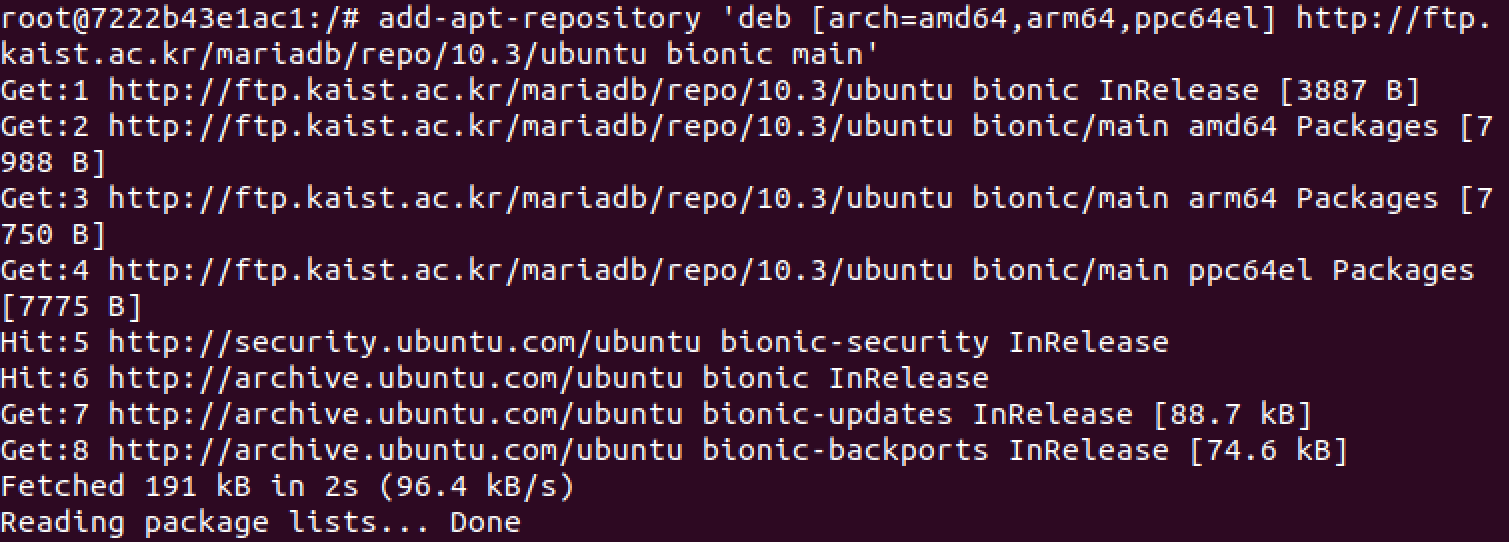 root@7222b43e1ac1:/# add-apt-repository 'deb [arch=amd64,arm64,ppc64el] http://ftp.
kaist.ac.kr/mariadb/repo/10.3/ubuntu bionic main'
Get:1 http://ftp.kaist.ac.kr/mariadb/repo/10.3/ubuntu bionic InRelease [3887 B]
Get:2 http://ftp.kaist.ac.kr/mariadb/repo/10.3/ubuntu bionic/main amd64 Packages [7
988 B]
Get:3 http://ftp.kaist.ac.kr/mariadb/repo/10.3/ubuntu bionic/main arm64 Packages [7
750 B]
Get:4 http://ftp.kaist.ac.kr/mariadb/repo/10.3/ubuntu bionic/main ppc64el Packages
[7775 B]
Hit:5 http://security.ubuntu.com/ubuntu bionic-security InRelease
Hit:6 http://archive.ubuntu.com/ubuntu bionic InRelease
Get:7 http://archive.ubuntu.com/ubuntu bionic-updates InRelease [88.7 kB]
Get:8 http://archive.ubuntu.com/ubuntu bionic-backports InRelease [74.6 kB]
Fetched 191 kB in 2s (96.4 kB/s)
Reading package lists... Done